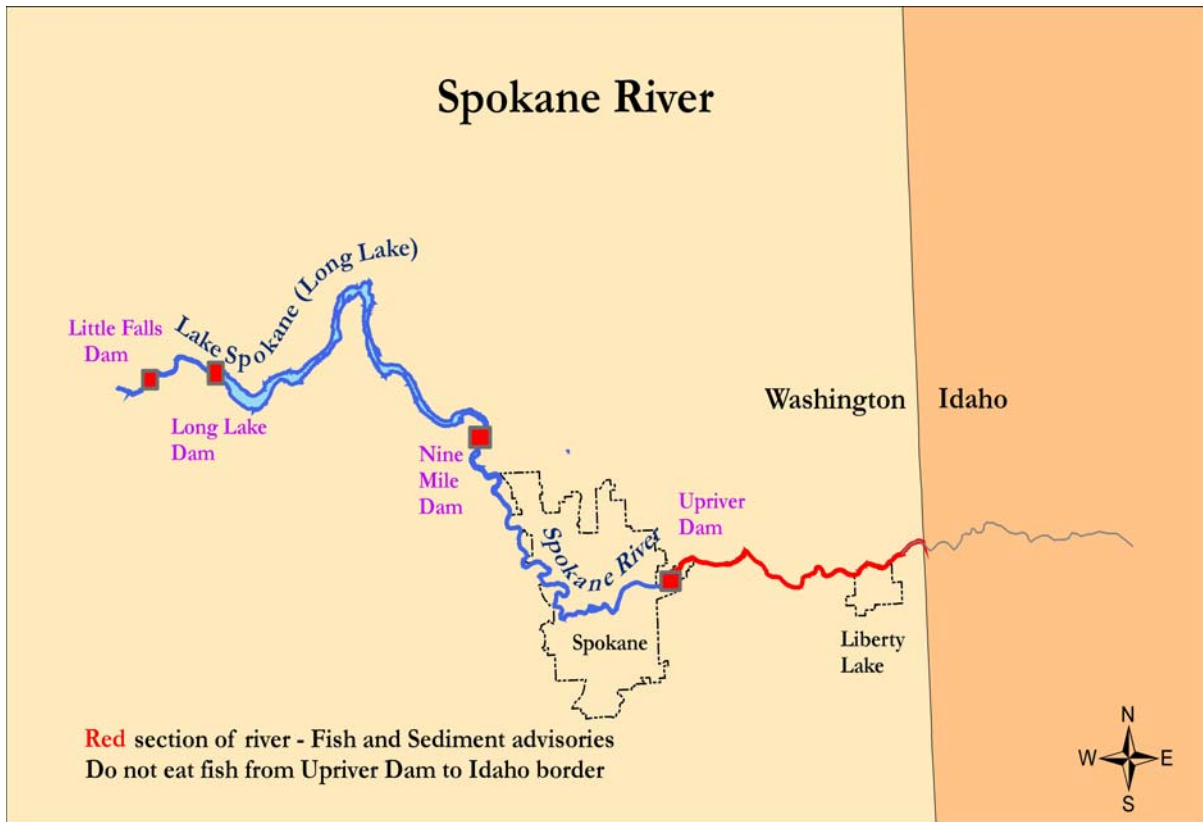 Spokane River
Lake Spokane (Long Lake)
Little Falls
Dam
Long Lake
Dam
Washington
Idaho
Nine
Mile
Dam
Upriver
Dam
Spokane River
Spokane
Liberty
Lake
Red section of river - Fish and Sediment advisories
Do not eat fish from Upriver Dam to Idaho border
N
W
E
S